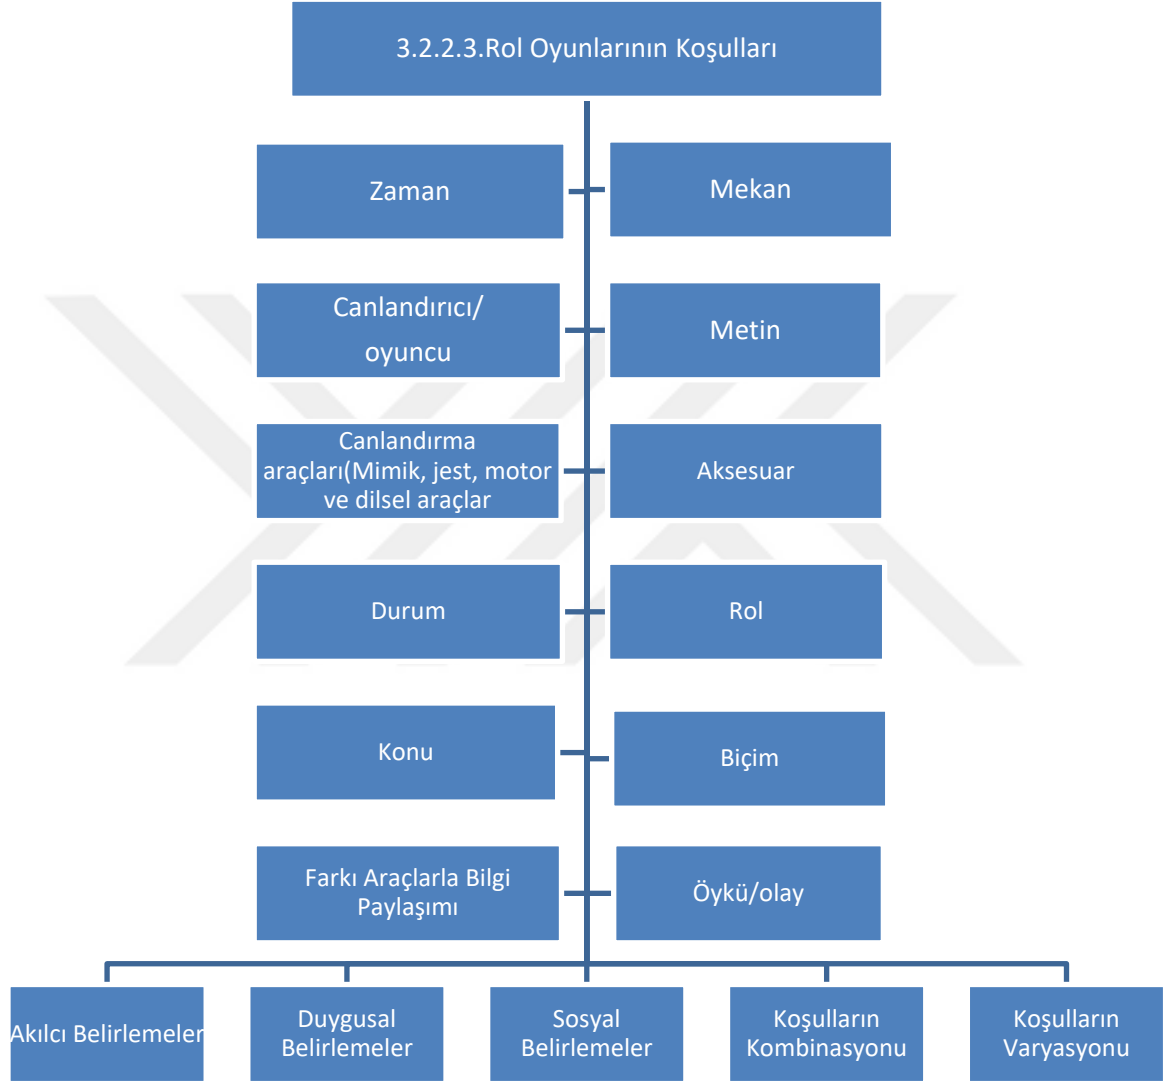 3.2.2.3.Rol Oyunlarının Koşulları
Zaman
Mekan
Canlandırıcı/
oyuncu
Metin
Canlandırma
araçları(Mimik, jest, motor
ve dilsel araçlar
Aksesuar
Durum
Rol
Konu
Biçim
Farkı Araçlarla Bilgi
Paylaşımı
Öykü/olay
Akılcı Belirlemeler
Duygusal
Belirlemeler
Sosyal
Belirlemeler
Koşulların
Kombinasyonu
Koşulların
Varyasyonu